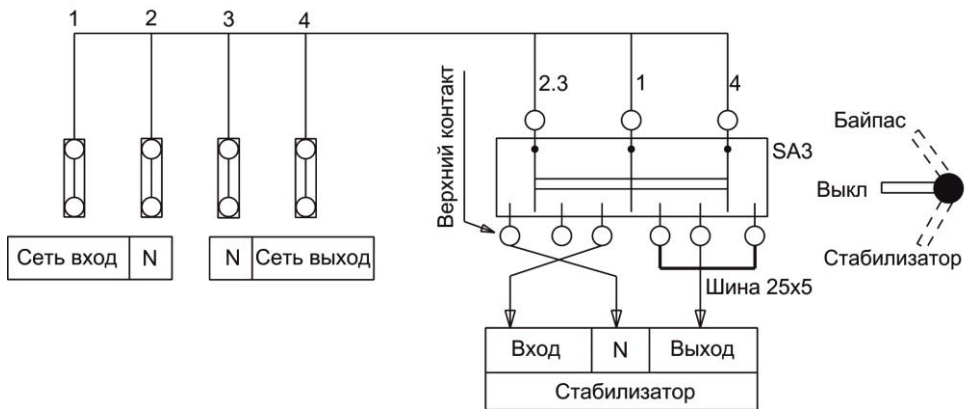 1 2 3 4
2.3 1 4
Верхний контакт
SA3
Байпас
Выкл
Стабилизатор
Сеть вход N
N Сеть выход
Шина 25х5
Вход N Выход
Стабилизатор